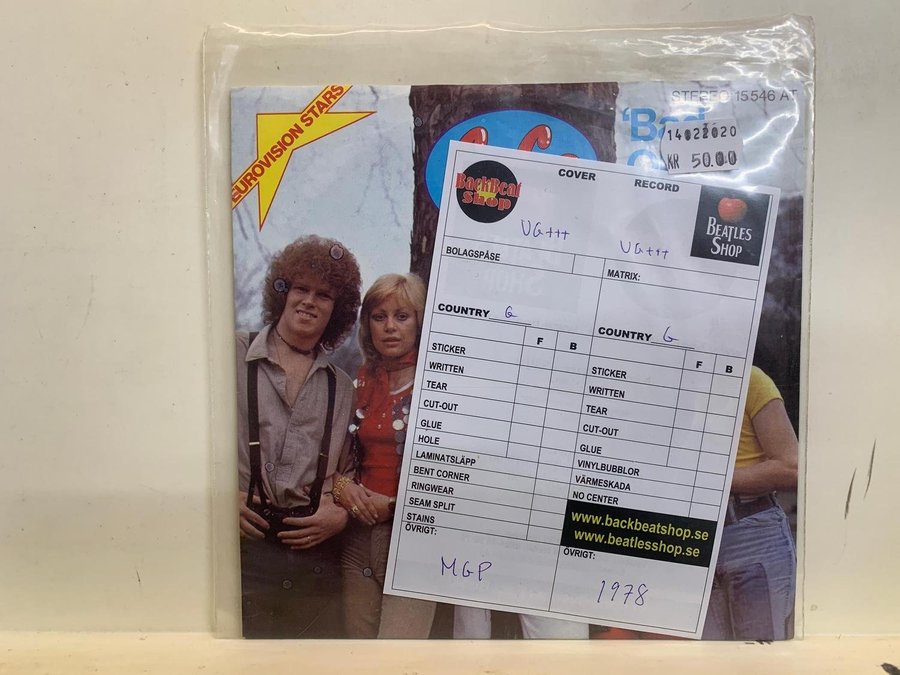 EUROVISION STARS
STEREO 15 546 AT
'Bad
14022020
KR 50.00
BackBeat
Shop
COVER
RECORD
BEATLES
SHOP
VG+++
VG+++
BOLAGSPÅSE
MATRIX:
COUNTRY G
COUNTRY G
F B
F B
STICKER
WRITTEN
TEAR
CUT-OUT
GLUE
HOLE
LAMINATSLÄPP
BENT CORNER
RINGWEAR
SEAM SPLIT
STAINS
ÖVRIGT:
MGP
STICKER
WRITTEN
TEAR
CUT-OUT
GLUE
VINYLBUBBLOR
VÄRMESKADA
NO CENTER
www.backbeatshop.se
www.beatlesshop.se
ÖVRIGT:
1978